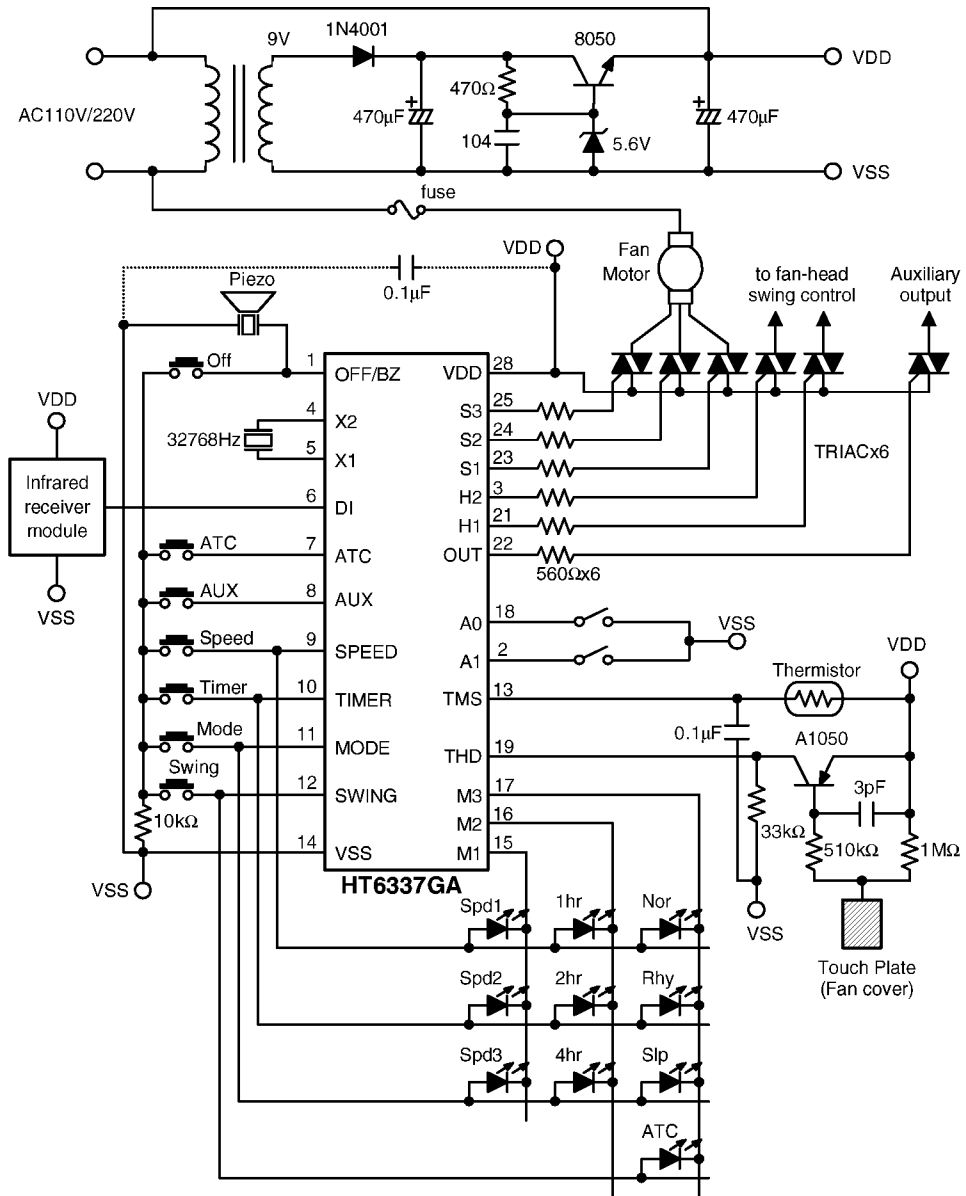 1N4001
9V
8050
VDD
AC110V/220V
470Ω
470µF
+
104
5.6V
+
470µF
VSS
fuse
VDD
0.1µF
Piezo
Fan
Motor
to fan-head
swing control
Auxiliary
output
TRIACx6
Off
1
OFF/BZ
VDD
28
4
X2
32768Hz
5
X1
VDD
Infrared
receiver
module
VSS
6
DI
ATC
7
ATC
AUX
8
AUX
Speed
9
SPEED
Timer
10
TIMER
Mode
11
MODE
Swing
12
SWING
10kΩ
14
VSS
VSS
S3
25
S2
24
S1
23
H2
3
H1
21
OUT
22
560Ωx6
A0
18
A1
2
VSS
TMS
13
Thermistor
VDD
0.1µF
THD
19
A1050
3pF
33kΩ
510kΩ
1MΩ
VSS
Touch Plate
(Fan cover)
M3
17
M2
16
M1
15
HT6337GA
Spd1
1hr
Nor
Spd2
2hr
Rhy
Spd3
4hr
Slp
ATC